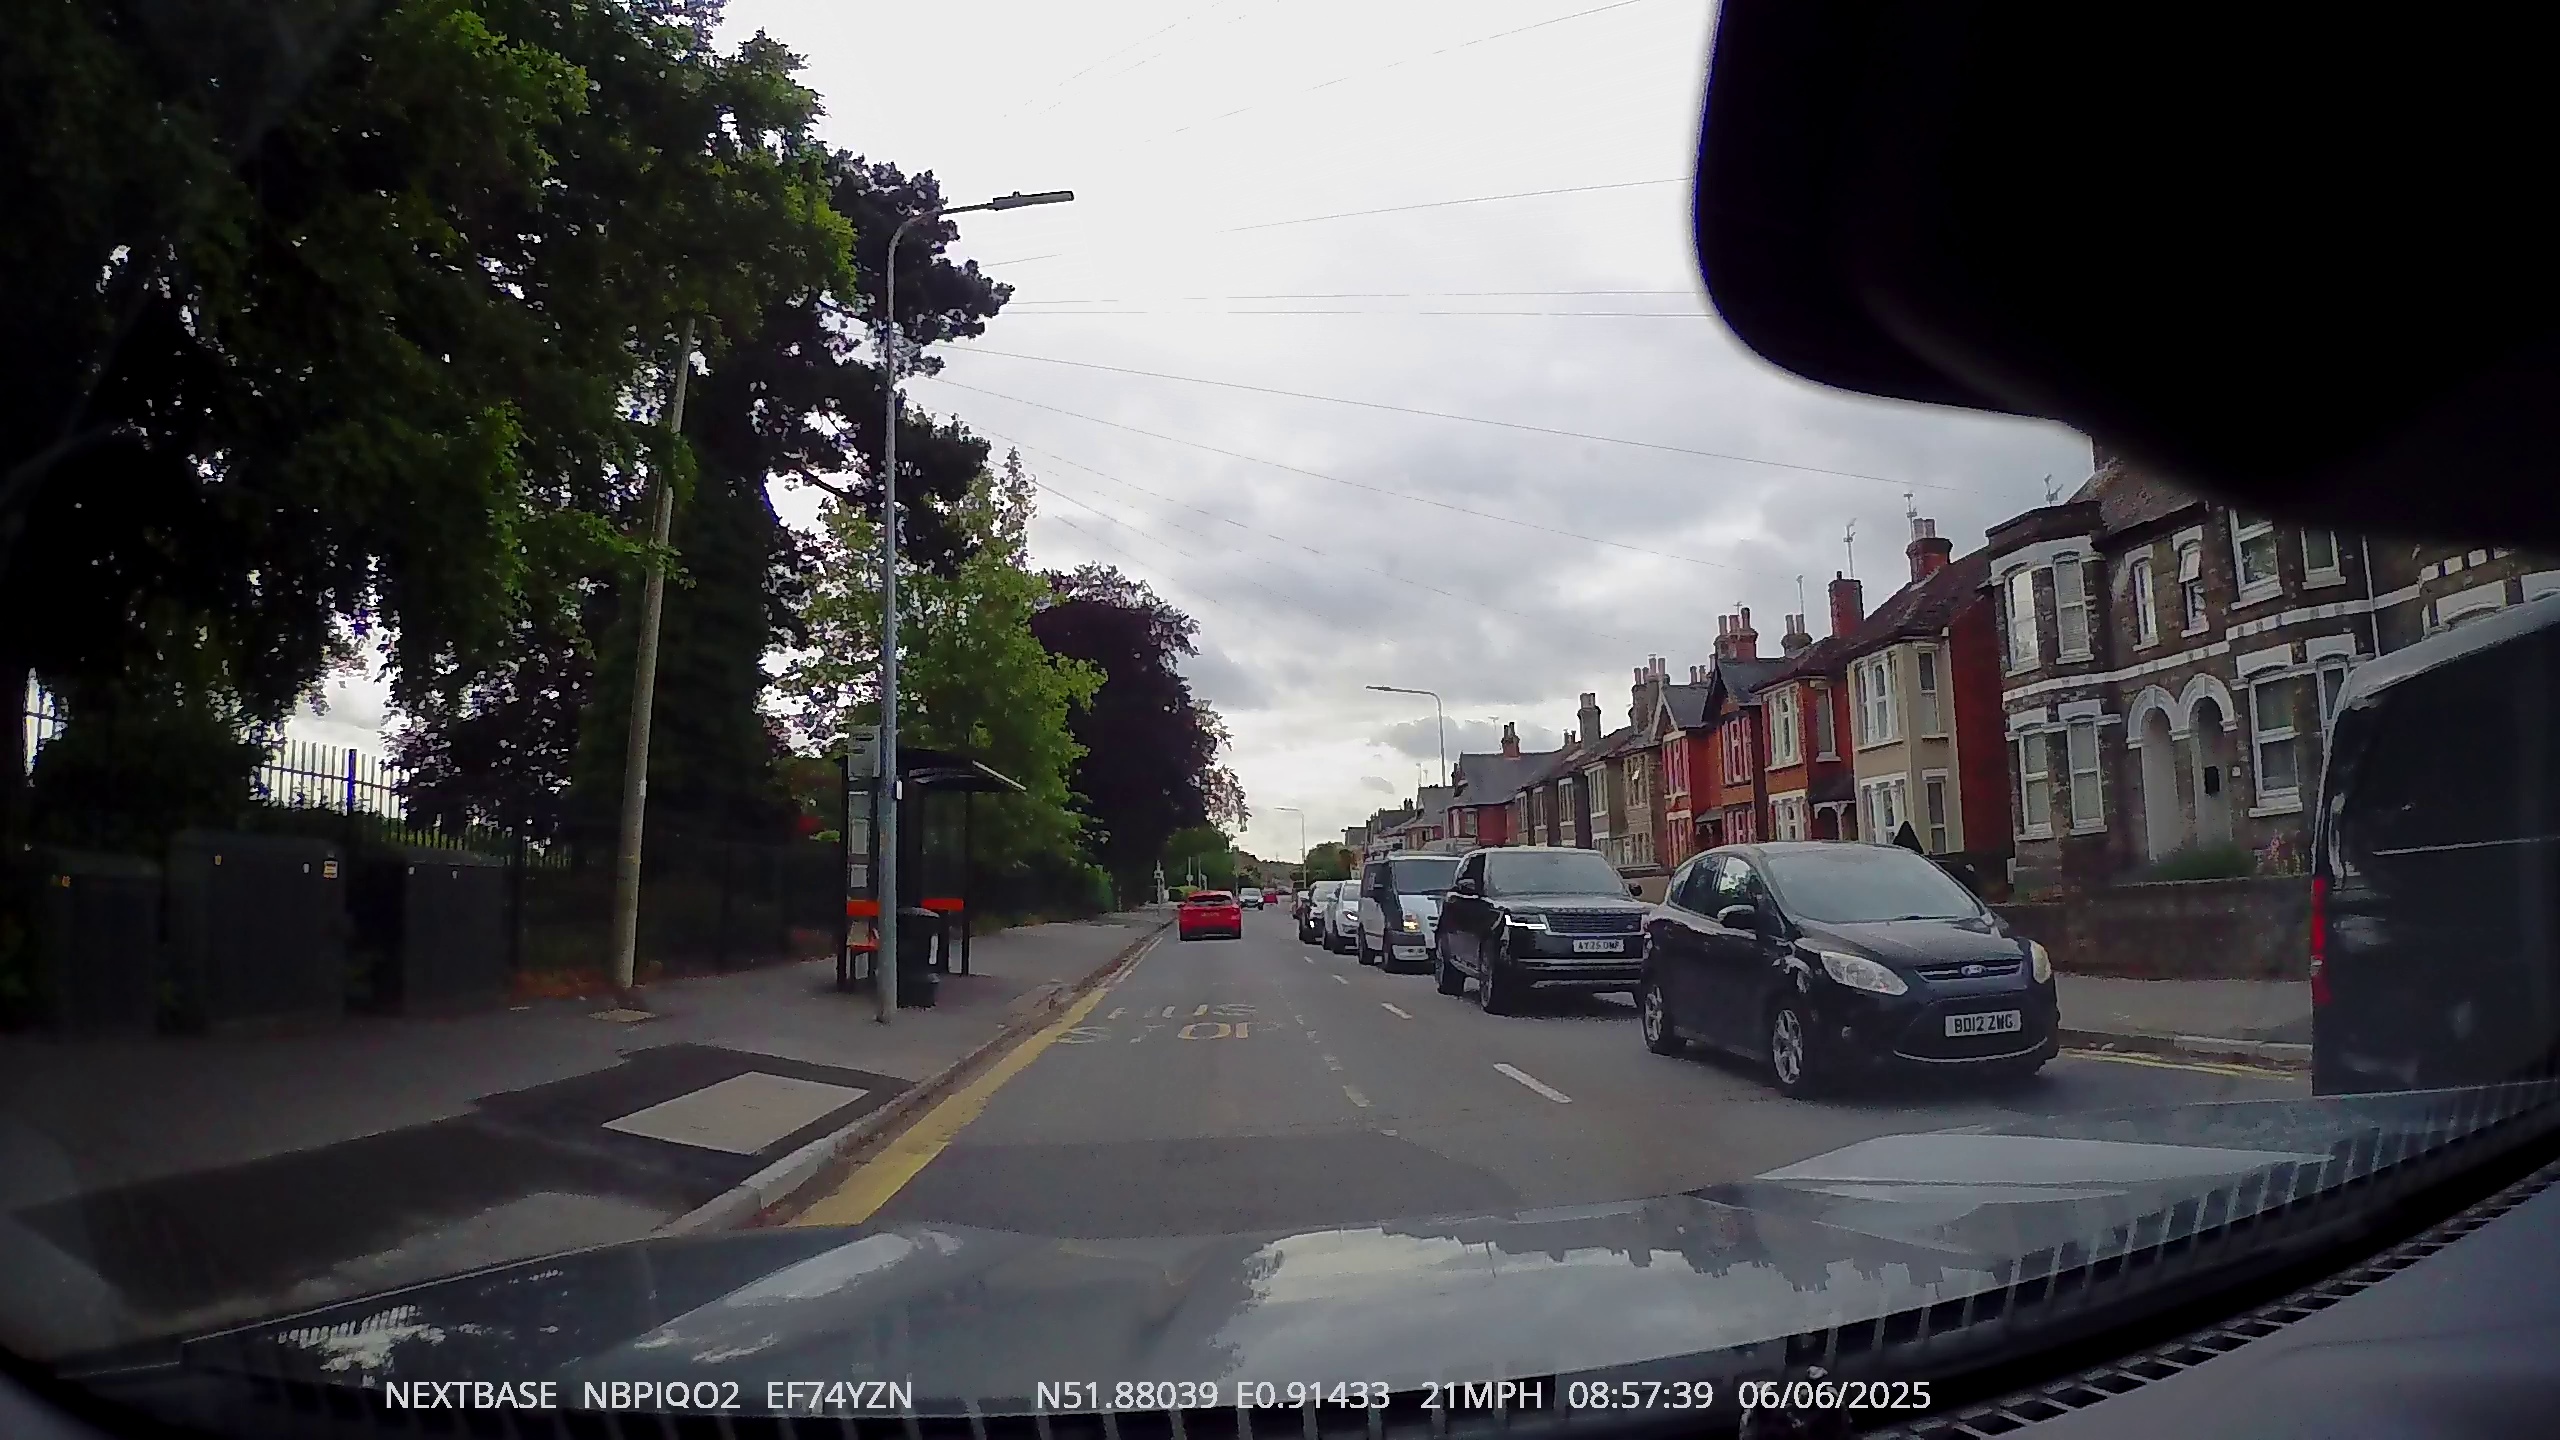 BUS
STOP
BD12 ZWG
NEXTBASE NBPIQO2 EF74YZN N51.88039 E0.91433 21MPH 08:57:39 06/06/2025